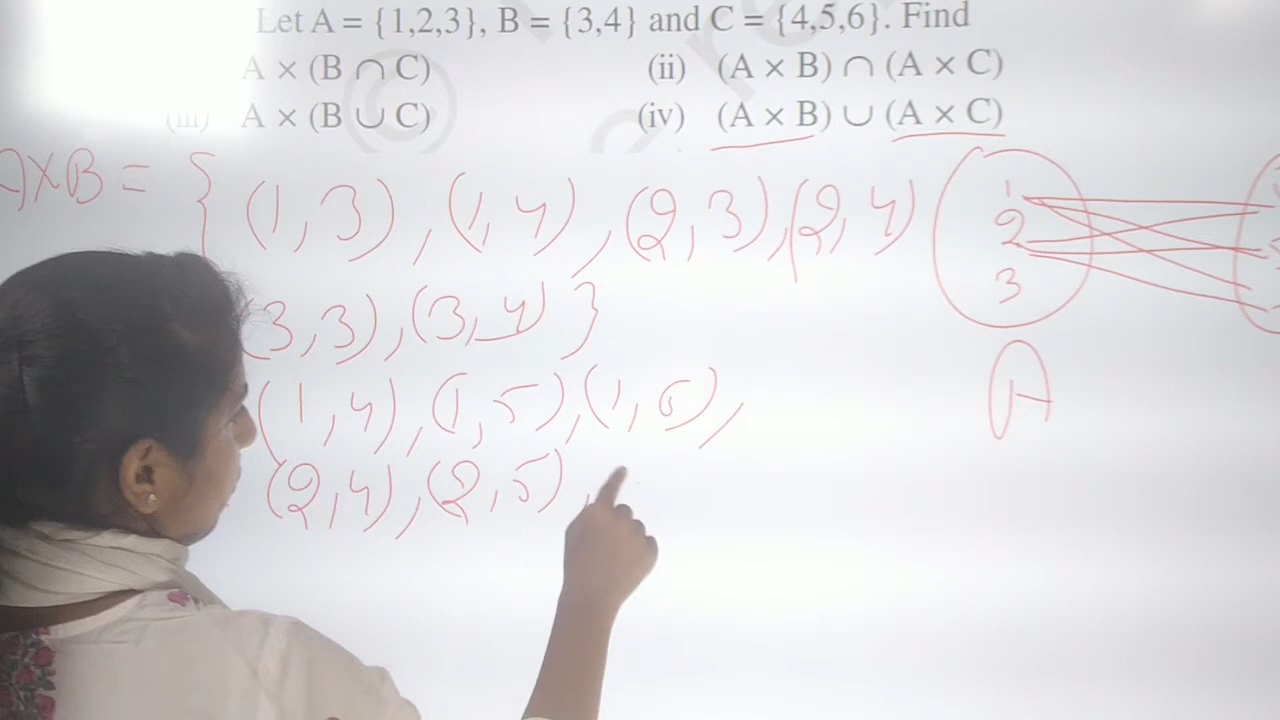 Let A = {1,2,3}, B = {3,4} and C = {4,5,6}. Find
A × (B ∩ C) (ii) (A × B) ∩ (A × C)
(iii) A × (B ∪ C) (iv) (A × B) ∪ (A × C)
A×B = { (1,3), (1,4), (2,3), (2,4)
(3,3), (3,4) }
(1,4), (1,5), (1,6),
(2,4), (2,5),
1
2
3
A